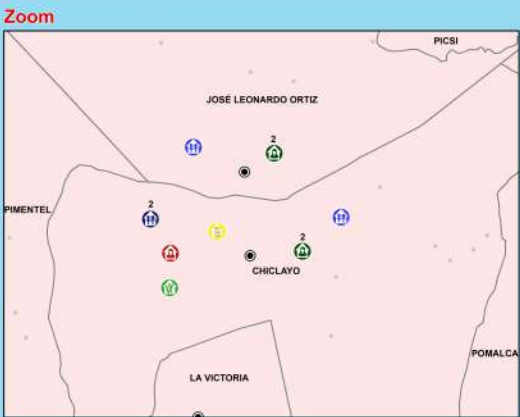 Zoom
PICSI
JOSÉ LEONARDO ORTIZ
2
2
PIMENTEL
2
CHICLAYO
POMALCA
LA VICTORIA